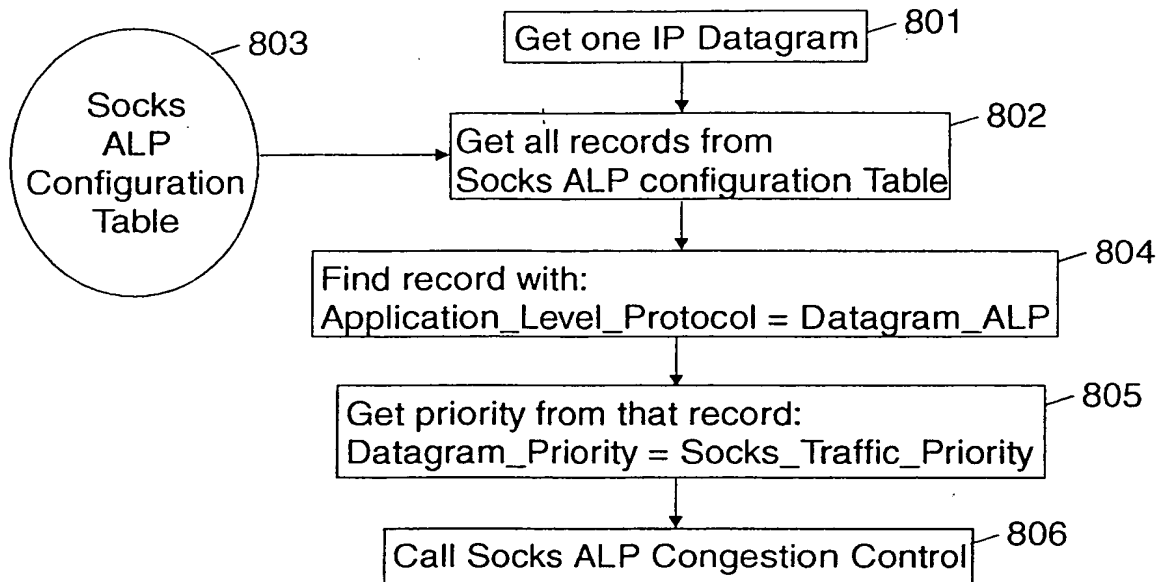 803
Socks
ALP
Configuration
Table
Get one IP Datagram
801
Get all records from
Socks ALP configuration Table
802
Find record with:
Application_Level_Protocol = Datagram_ALP
804
Get priority from that record:
Datagram_Priority = Socks_Traffic_Priority
805
Call Socks ALP Congestion Control
806